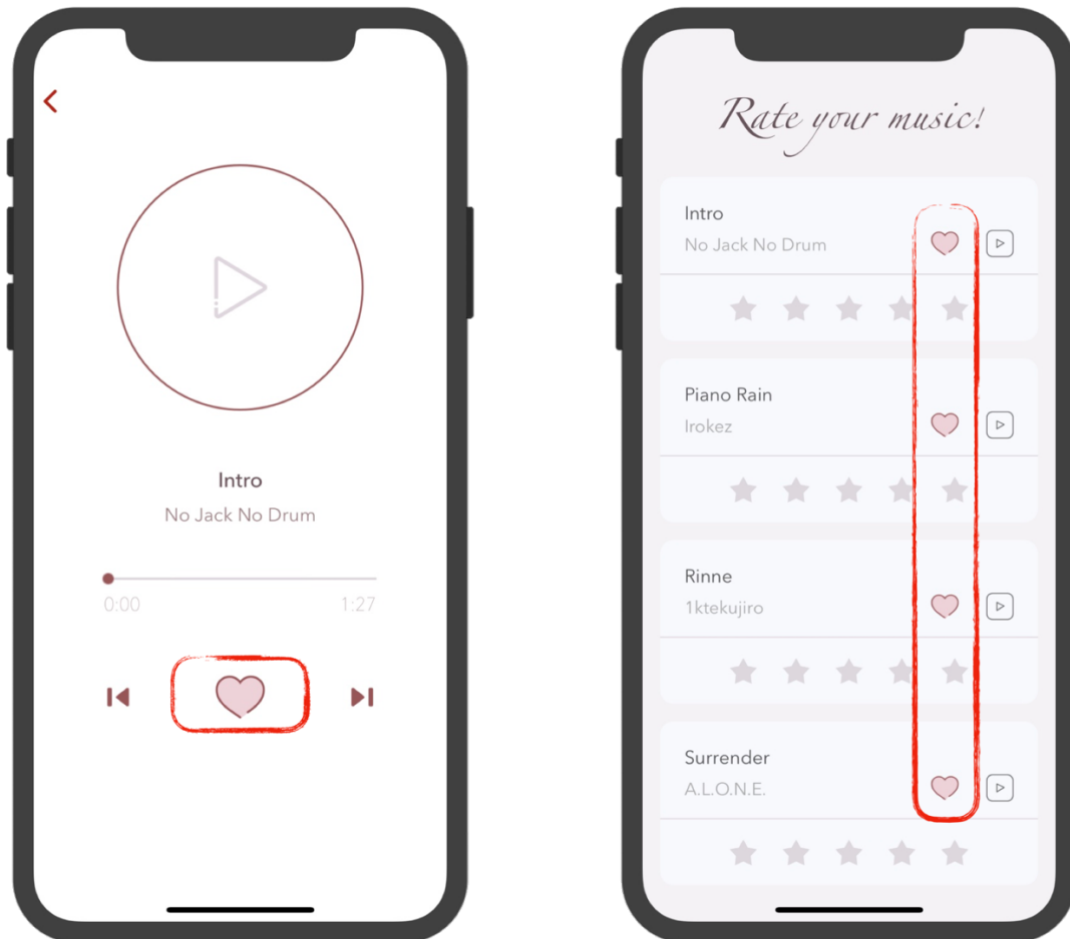 Intro
No Jack No Drum
0:00 1:27
Rate your music!
Intro
No Jack No Drum
Piano Rain
Irokez
Rinne
1ktekujiro
Surrender
A.L.O.N.E.